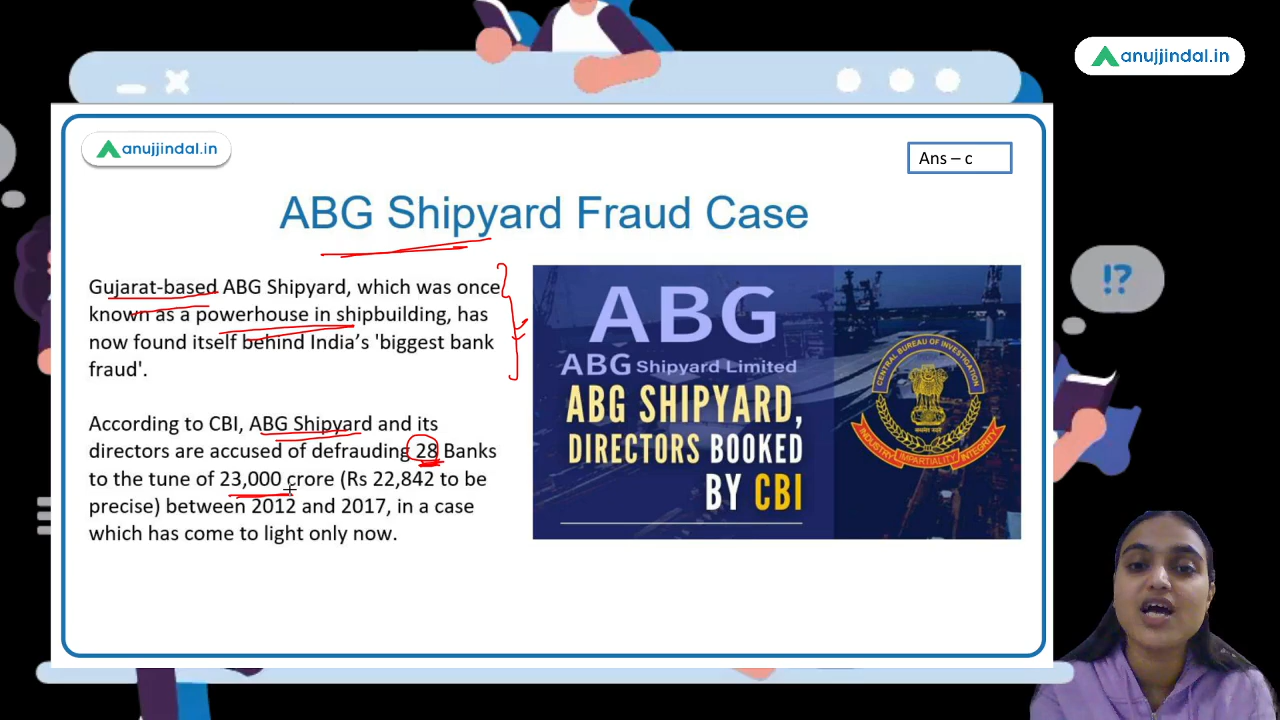 anujjindal.in
anujjindal.in
Ans – c
ABG Shipyard Fraud Case
Gujarat-based ABG Shipyard, which was once
known as a powerhouse in shipbuilding, has
now found itself behind India’s 'biggest bank
fraud'.
According to CBI, ABG Shipyard and its
directors are accused of defrauding 28 Banks
to the tune of 23,000 crore (Rs 22,842 to be
precise) between 2012 and 2017, in a case
which has come to light only now.
ABG
ABG Shipyard Limited
ABG SHIPYARD,
DIRECTORS BOOKED
BY CBI
CENTRAL BUREAU OF INVESTIGATION
सत्यमेव जयते
INDUSTRY IMPARTIALITY INTEGRITY
!?